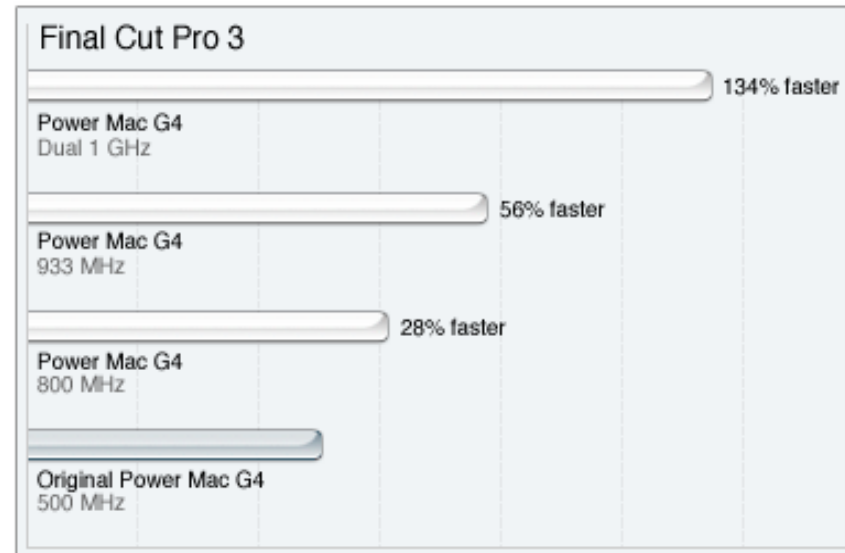 Final Cut Pro 3
134% faster
Power Mac G4
Dual 1 GHz
56% faster
Power Mac G4
933 MHz
28% faster
Power Mac G4
800 MHz
Original Power Mac G4
500 MHz